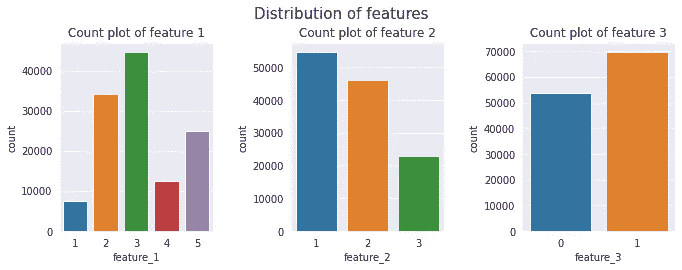 Distribution of features
Count plot of feature 1
count
40000
30000
20000
10000
0
1 2 3 4 5
feature_1
Count plot of feature 2
count
50000
40000
30000
20000
10000
0
1 2 3
feature_2
Count plot of feature 3
count
70000
60000
50000
40000
30000
20000
10000
0
0 1
feature_3